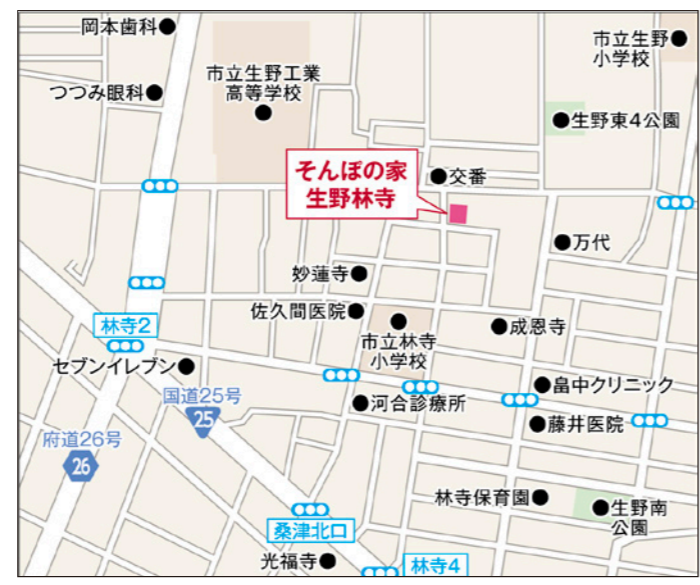 岡本歯科
市立生野
小学校
市立生野工業
高等学校
つづみ眼科
生野東4公園
そんぽの家
生野林寺
交番
万代
妙蓮寺
佐久間医院
林寺2
市立林寺
小学校
成恩寺
セブンイレブン
国道25号
25
河合診療所
畠中クリニック
藤井医院
府道26号
26
林寺保育園
生野南
公園
桑津北口
光福寺
林寺4